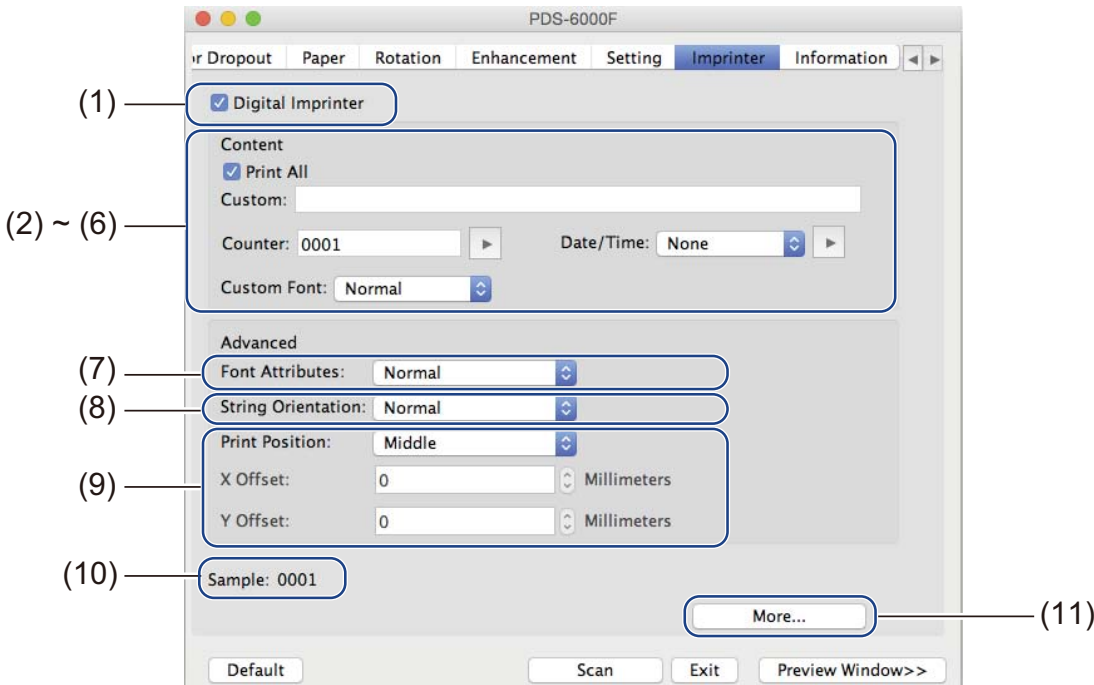 PDS-6000F
r Dropout Paper Rotation Enhancement Setting Imprinter Information
(1) Digital Imprinter
Content
Print All
Custom:
(2) ~ (6)
Counter: 0001 Date/Time: None
Custom Font: Normal
Advanced
(7) Font Attributes: Normal
(8) String Orientation: Normal
Print Position: Middle
(9) X Offset: 0 Millimeters
Y Offset: 0 Millimeters
(10) Sample: 0001
More... (11)
Default Scan Exit Preview Window>>